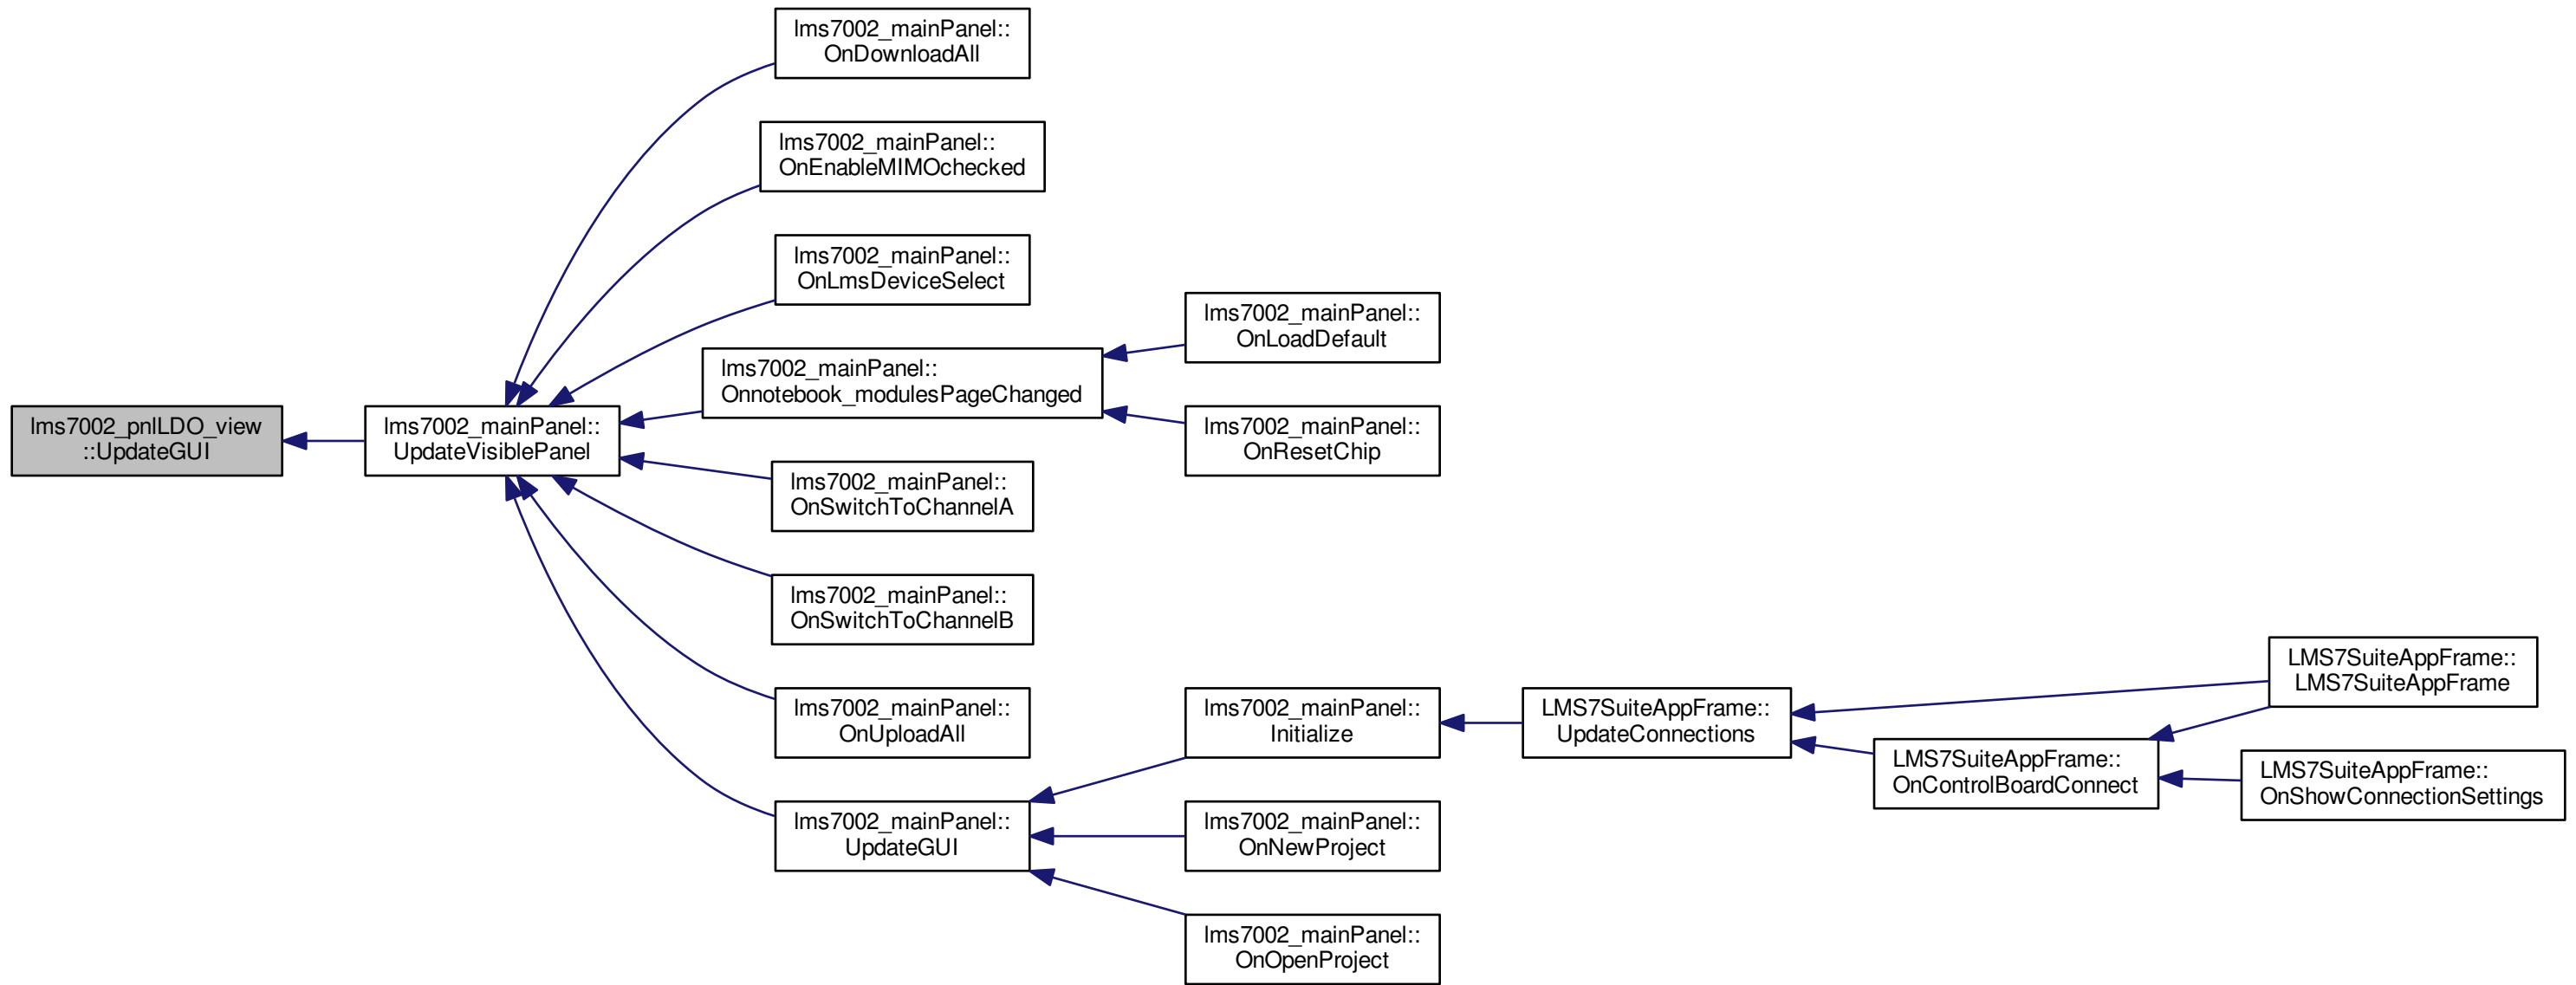 lms7002_mainPanel::
OnDownloadAll
lms7002_mainPanel::
OnEnableMIMOchecked
lms7002_mainPanel::
OnLmsDeviceSelect
lms7002_mainPanel::
OnLoadDefault
lms7002_mainPanel::
Onnotebook_modulesPageChanged
lms7002_pnlLDO_view
::UpdateGUI
lms7002_mainPanel::
UpdateVisiblePanel
lms7002_mainPanel::
OnResetChip
lms7002_mainPanel::
OnSwitchToChannelA
lms7002_mainPanel::
OnSwitchToChannelB
lms7002_mainPanel::
OnUploadAll
lms7002_mainPanel::
Initialize
LMS7SuiteAppFrame::
UpdateConnections
LMS7SuiteAppFrame::
LMS7SuiteAppFrame
LMS7SuiteAppFrame::
OnControlBoardConnect
LMS7SuiteAppFrame::
OnShowConnectionSettings
lms7002_mainPanel::
UpdateGUI
lms7002_mainPanel::
OnNewProject
lms7002_mainPanel::
OnOpenProject